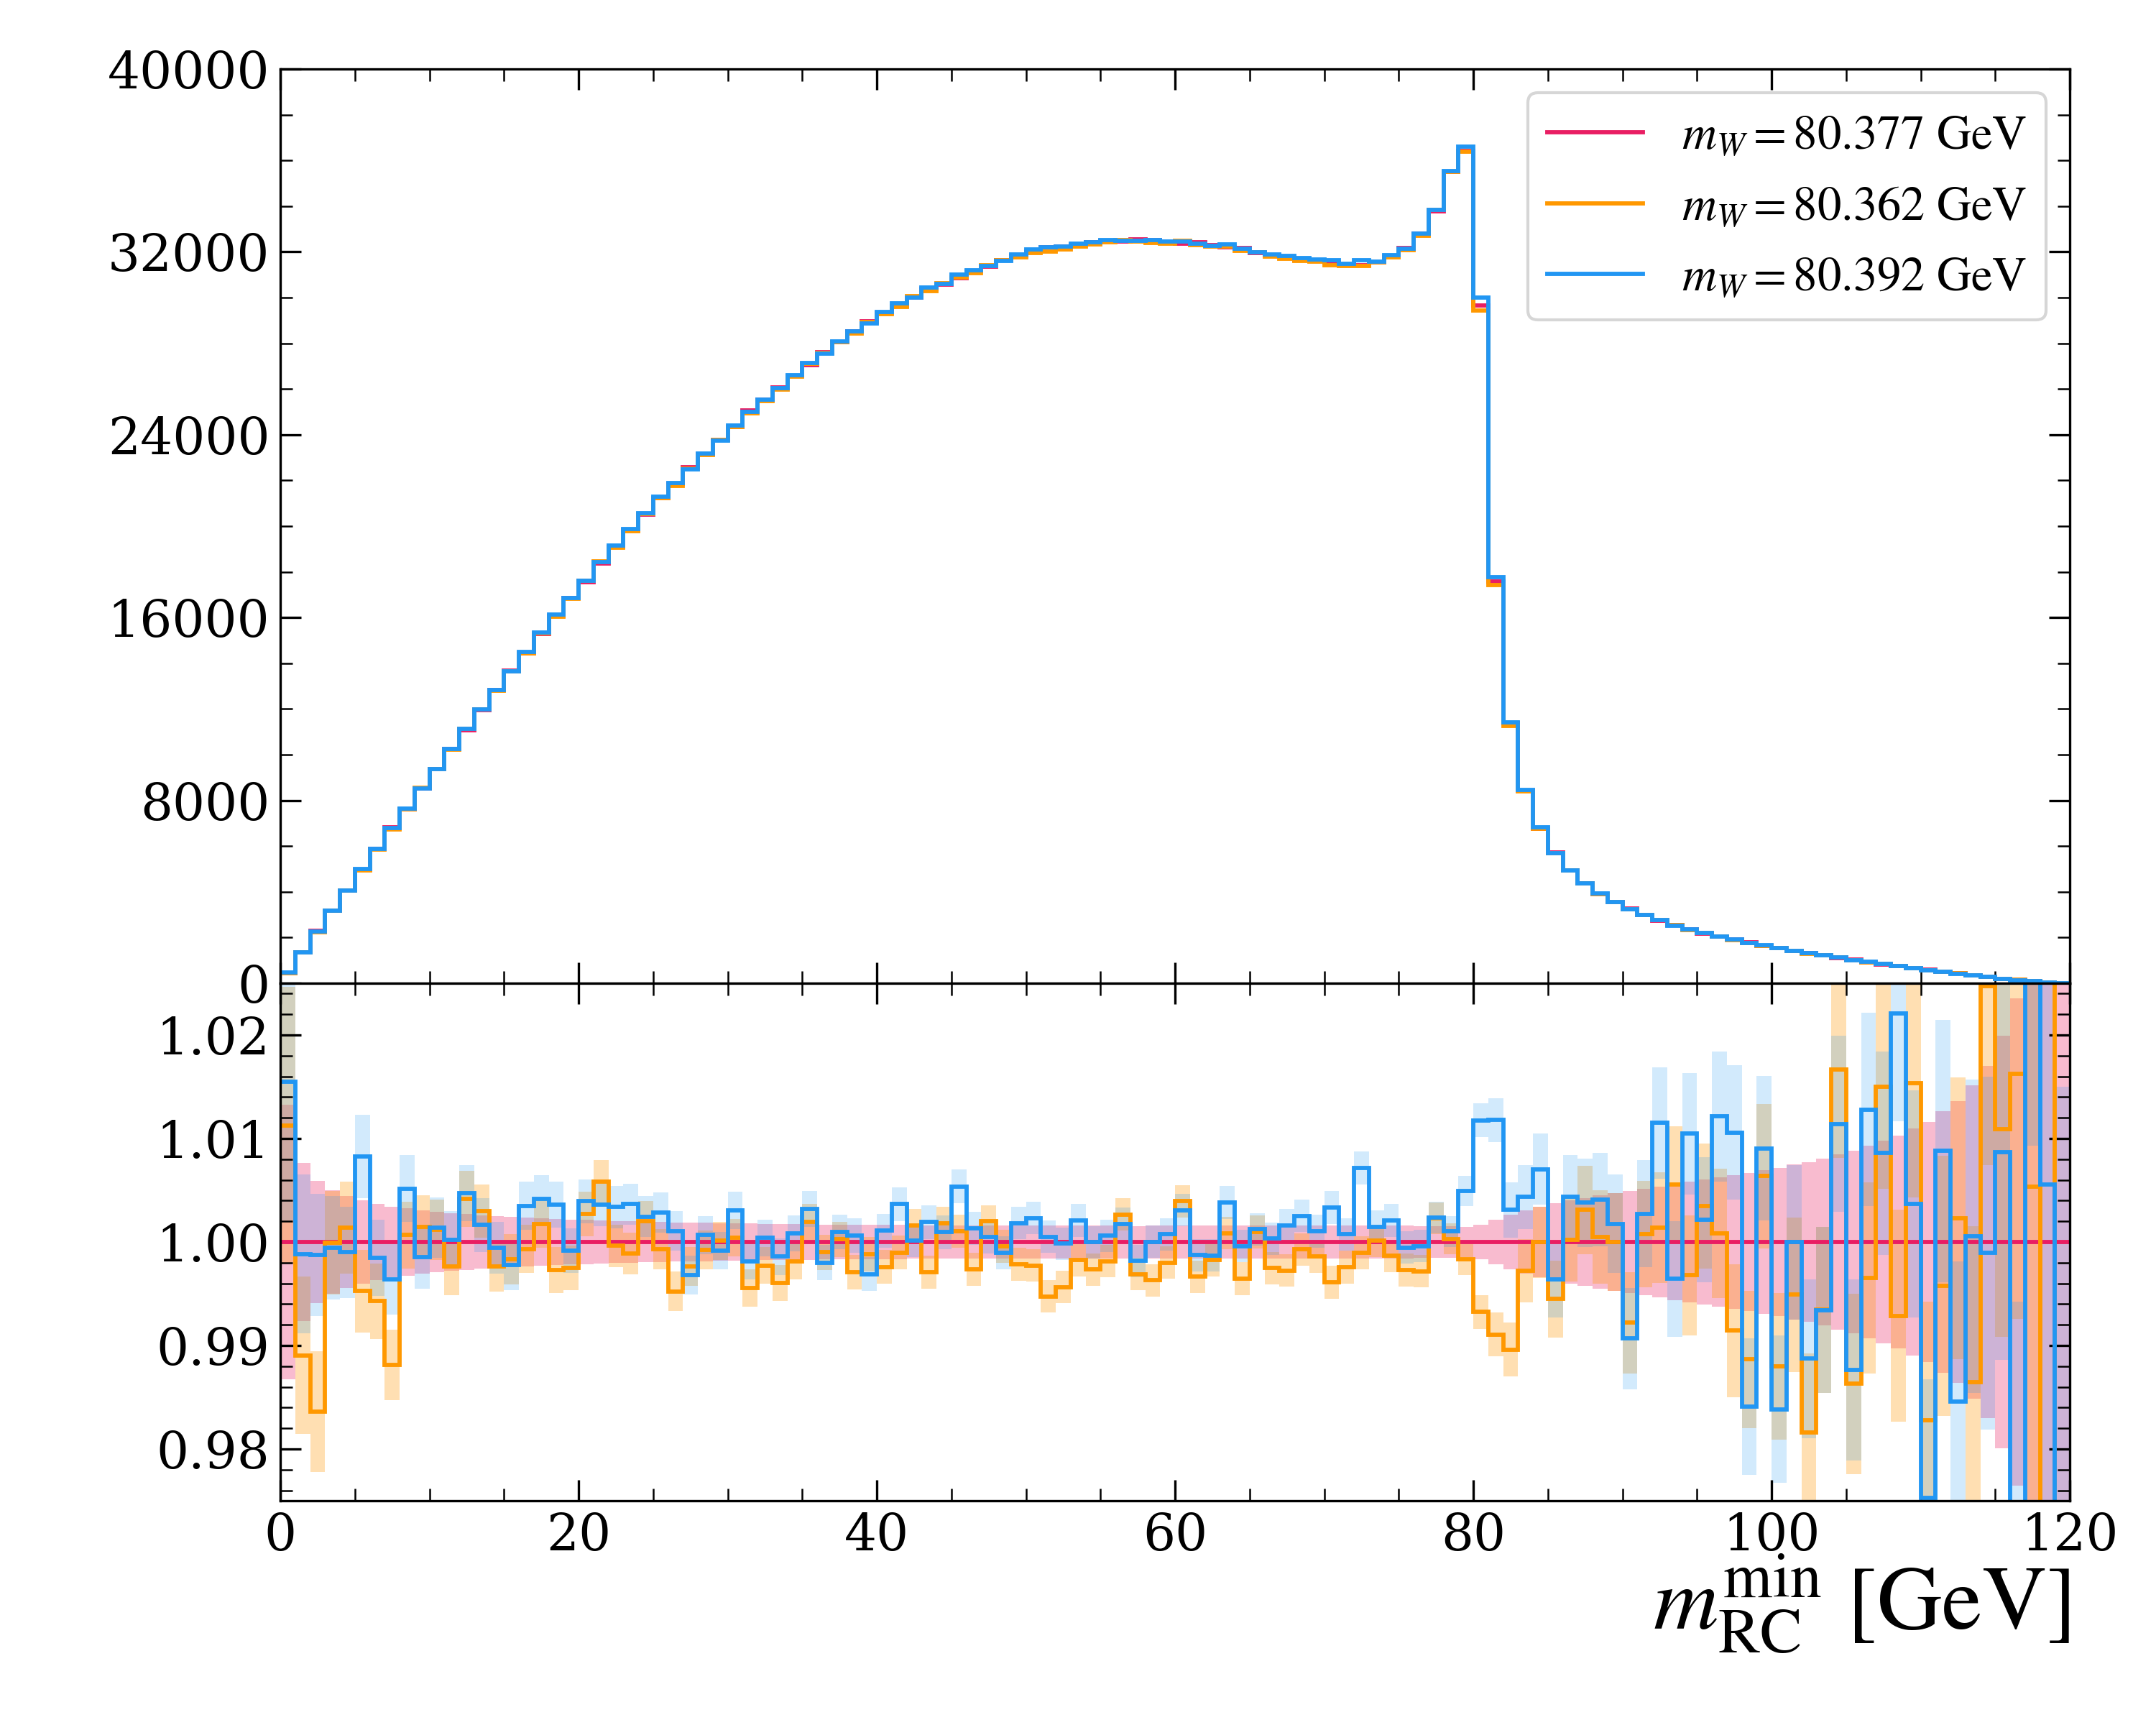 40000
32000
24000
16000
8000
0
m_W = 80.377 GeV
m_W = 80.362 GeV
m_W = 80.392 GeV
1.02
1.01
1.00
0.99
0.98
0 20 40 60 80 100 120
m_RC^min [GeV]